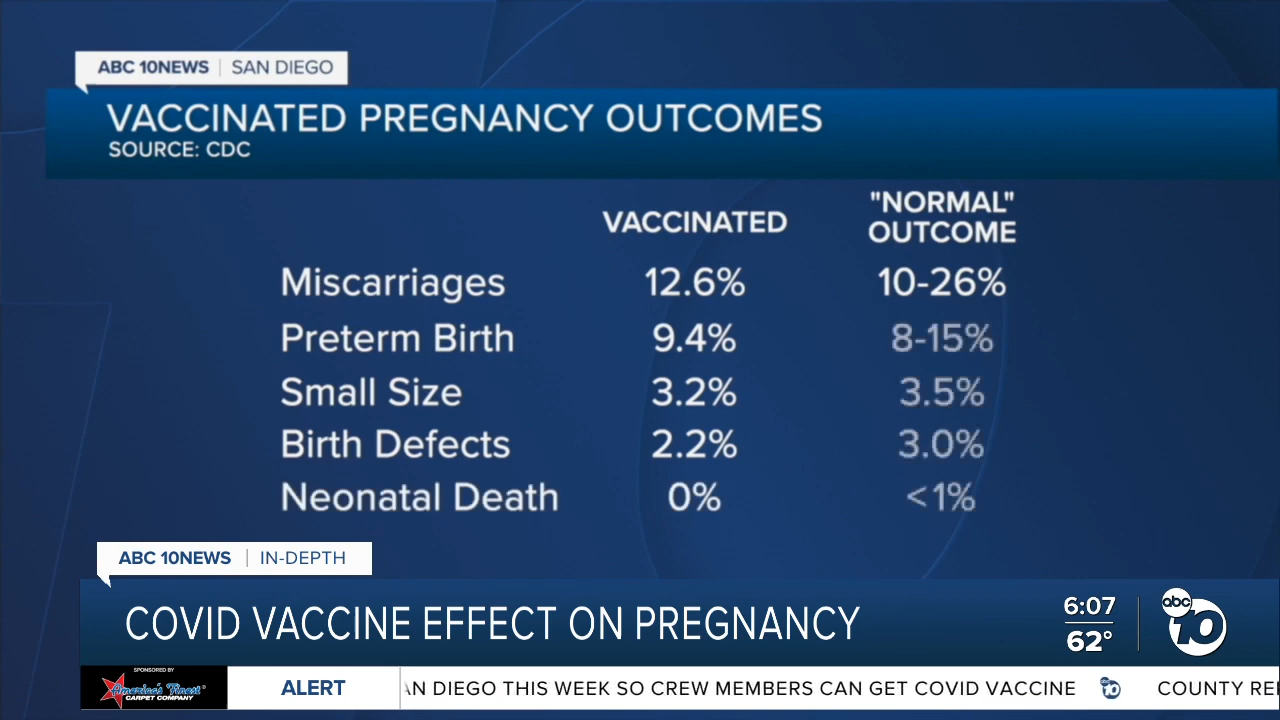 ABC 10NEWS | SAN DIEGO
VACCINATED PREGNANCY OUTCOMES
SOURCE: CDC
VACCINATED "NORMAL" OUTCOME
Miscarriages 12.6% 10-26%
Preterm Birth 9.4% 8-15%
Small Size 3.2% 3.5%
Birth Defects 2.2% 3.0%
Neonatal Death 0% <1%
ABC 10NEWS | IN-DEPTH
COVID VACCINE EFFECT ON PREGNANCY
6:07
62°
abc 10
SPONSORED BY
America's Finest
CARPET COMPANY
ALERT
AN DIEGO THIS WEEK SO CREW MEMBERS CAN GET COVID VACCINE abc 10 COUNTY